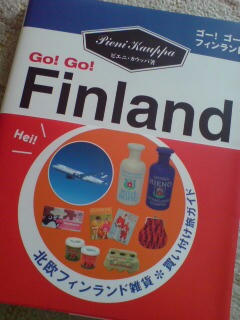 Pieni Kauppa
ピエニ・カウッパ著
ゴー！ゴー
フィンラン
Go! Go!
Finland
Hei!
北欧フィンランド雑貨＊買い付け旅ガイド